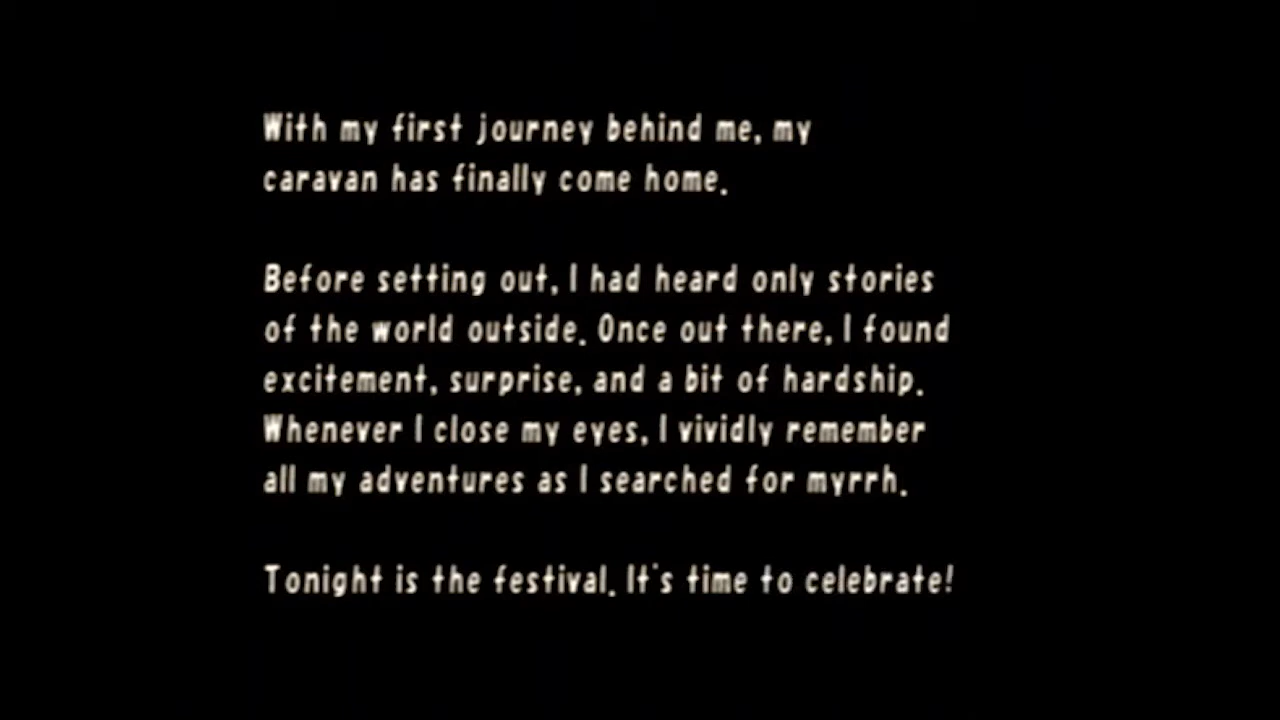 With my first journey behind me, my
caravan has finally come home.
Before setting out, I had heard only stories
of the world outside. Once out there, I found
excitement, surprise, and a bit of hardship.
Whenever I close my eyes, I vividly remember
all my adventures as I searched for myrrh.
Tonight is the festival. It's time to celebrate!